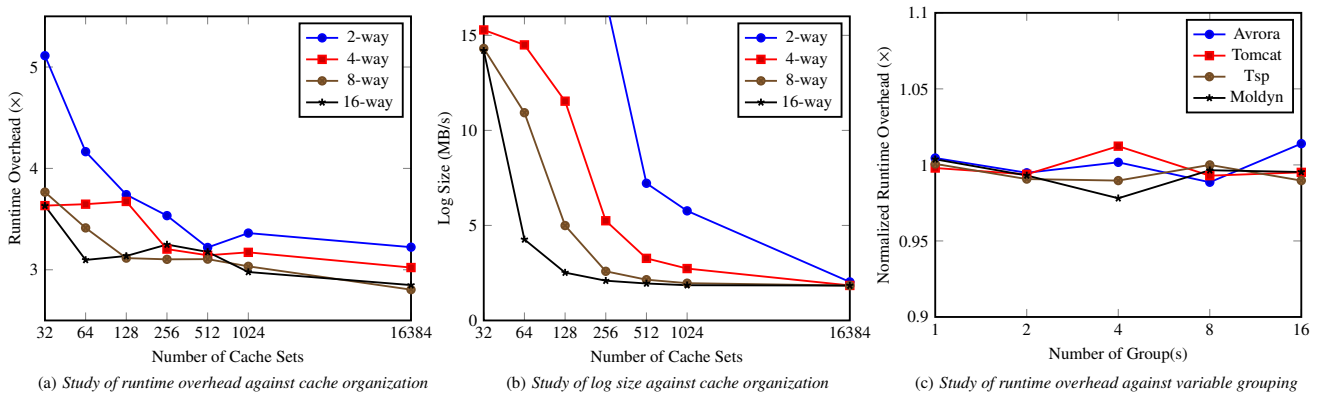 2-way
4-way
8-way
16-way
5
4
3
Runtime Overhead (×)
32 64 128 256 512 1024 16384
Number of Cache Sets
(a) Study of runtime overhead against cache organization
2-way
4-way
8-way
16-way
15
10
5
0
Log Size (MB/s)
32 64 128 256 512 1024 16384
Number of Cache Sets
(b) Study of log size against cache organization
Avrora
Tomcat
Tsp
Moldyn
1.1
1.05
1
0.95
0.9
Normalized Runtime Overhead (×)
1 2 4 8 16
Number of Group(s)
(c) Study of runtime overhead against variable grouping